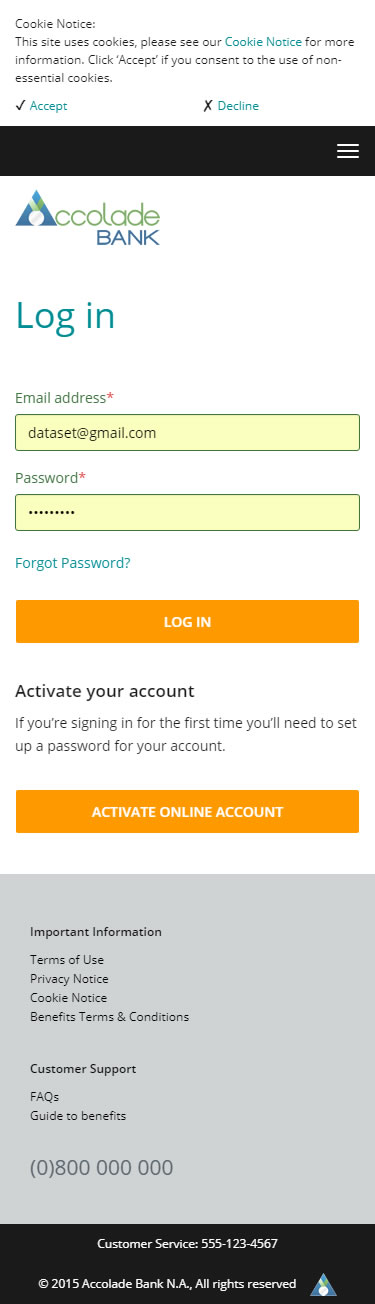 Cookie Notice:
This site uses cookies, please see our Cookie Notice for more
information. Click ‘Accept’ if you consent to the use of non-
essential cookies.
✓ Accept ✗ Decline
Accolade
BANK
Log in
Email address*
dataset@gmail.com
Password*
•••••••••
Forgot Password?
LOG IN
Activate your account
If you're signing in for the first time you’ll need to set
up a password for your account.
ACTIVATE ONLINE ACCOUNT
Important Information
Terms of Use
Privacy Notice
Cookie Notice
Benefits Terms & Conditions
Customer Support
FAQs
Guide to benefits
(0)800 000 000
Customer Service: 555-123-4567
© 2015 Accolade Bank N.A., All rights reserved